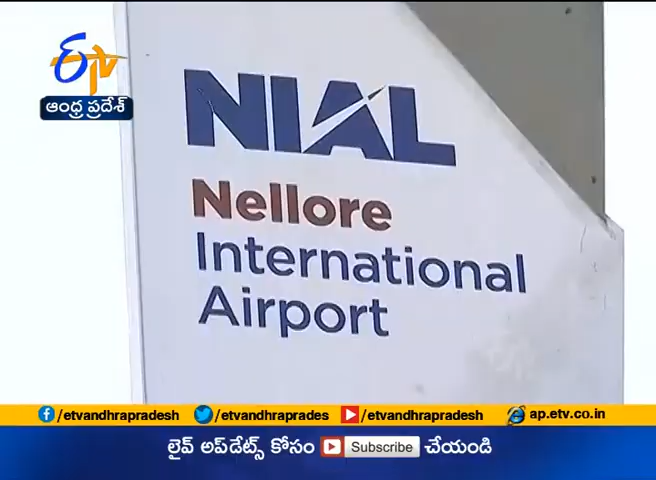 ETV
ఆంధ్ర ప్రదేశ్
NIAL
Nellore
International
Airport
/etvandhrapradesh /etvandhraprades /etvandhrapradesh ap.etv.co.in
లైవ్ అప్‌డేట్స్ కోసం Subscribe చేయండి